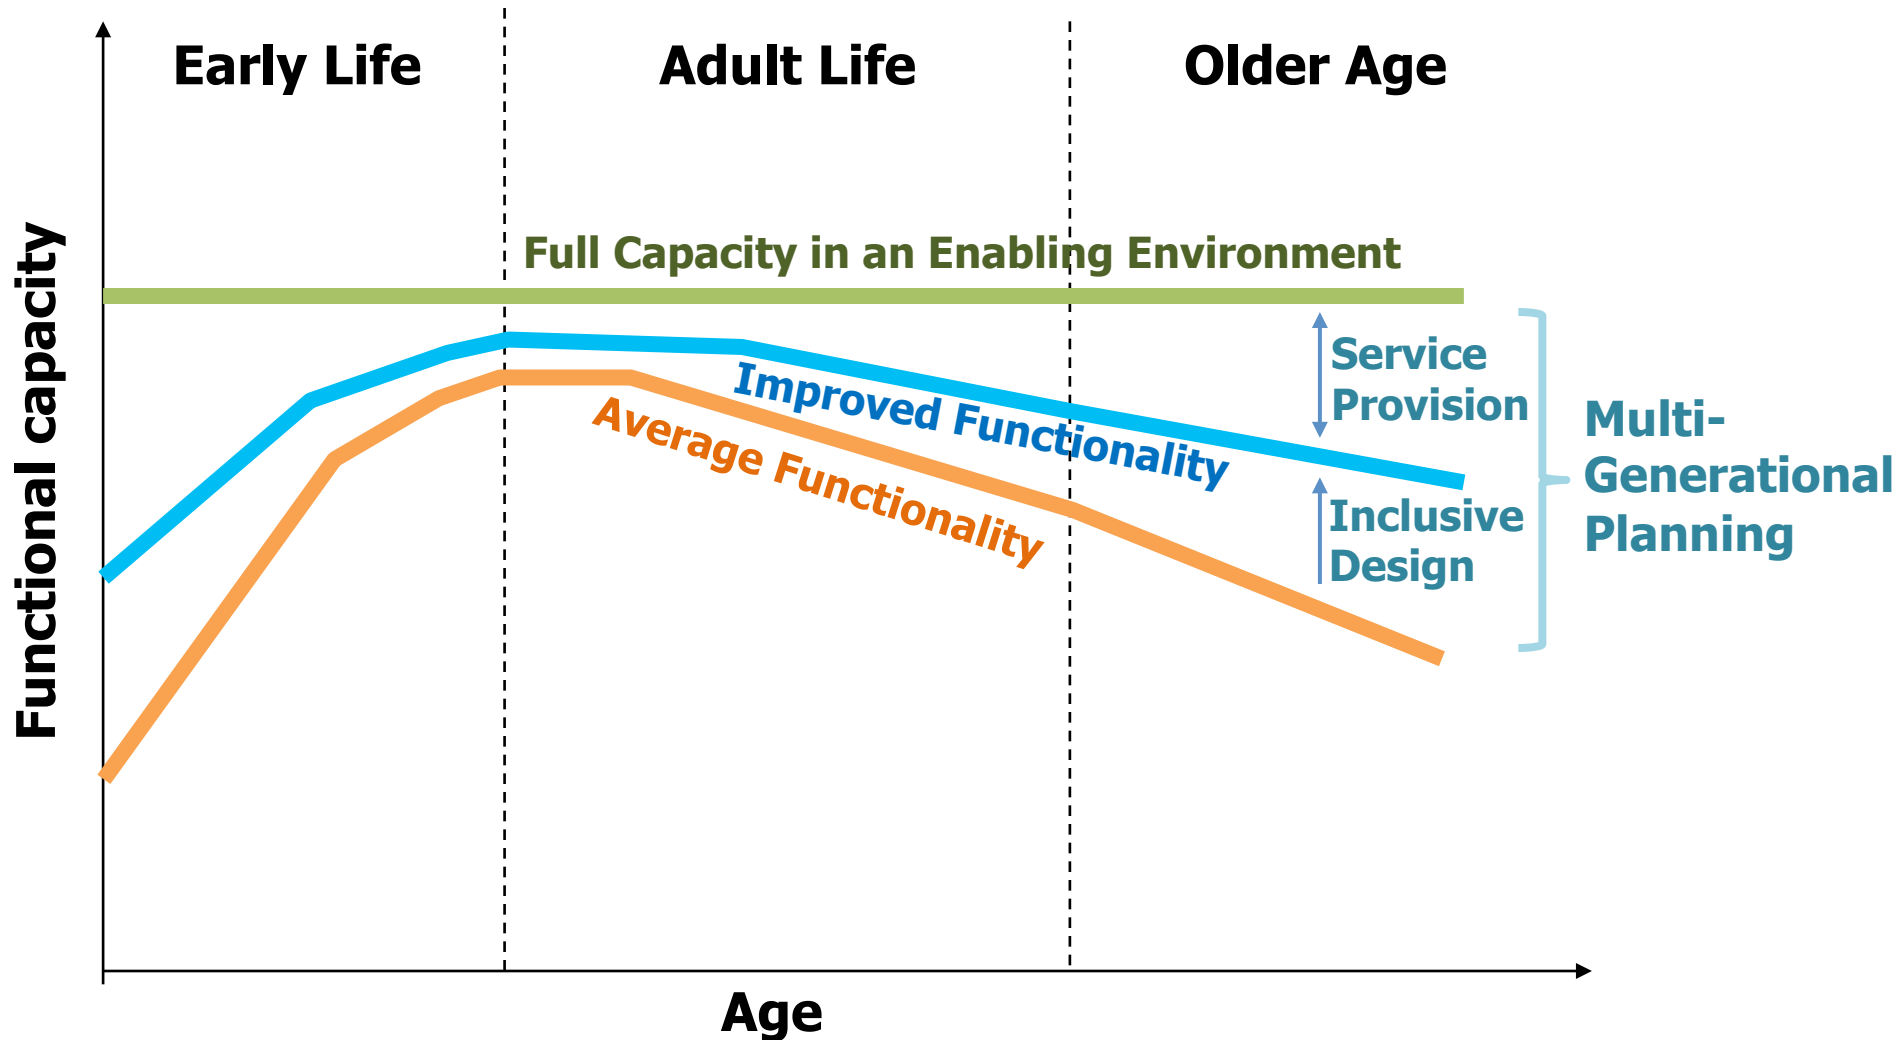 Early Life
Adult Life
Older Age
Functional capacity
Full Capacity in an Enabling Environment
Improved Functionality
Average Functionality
Service
Provision
Inclusive
Design
Multi-
Generational
Planning
Age